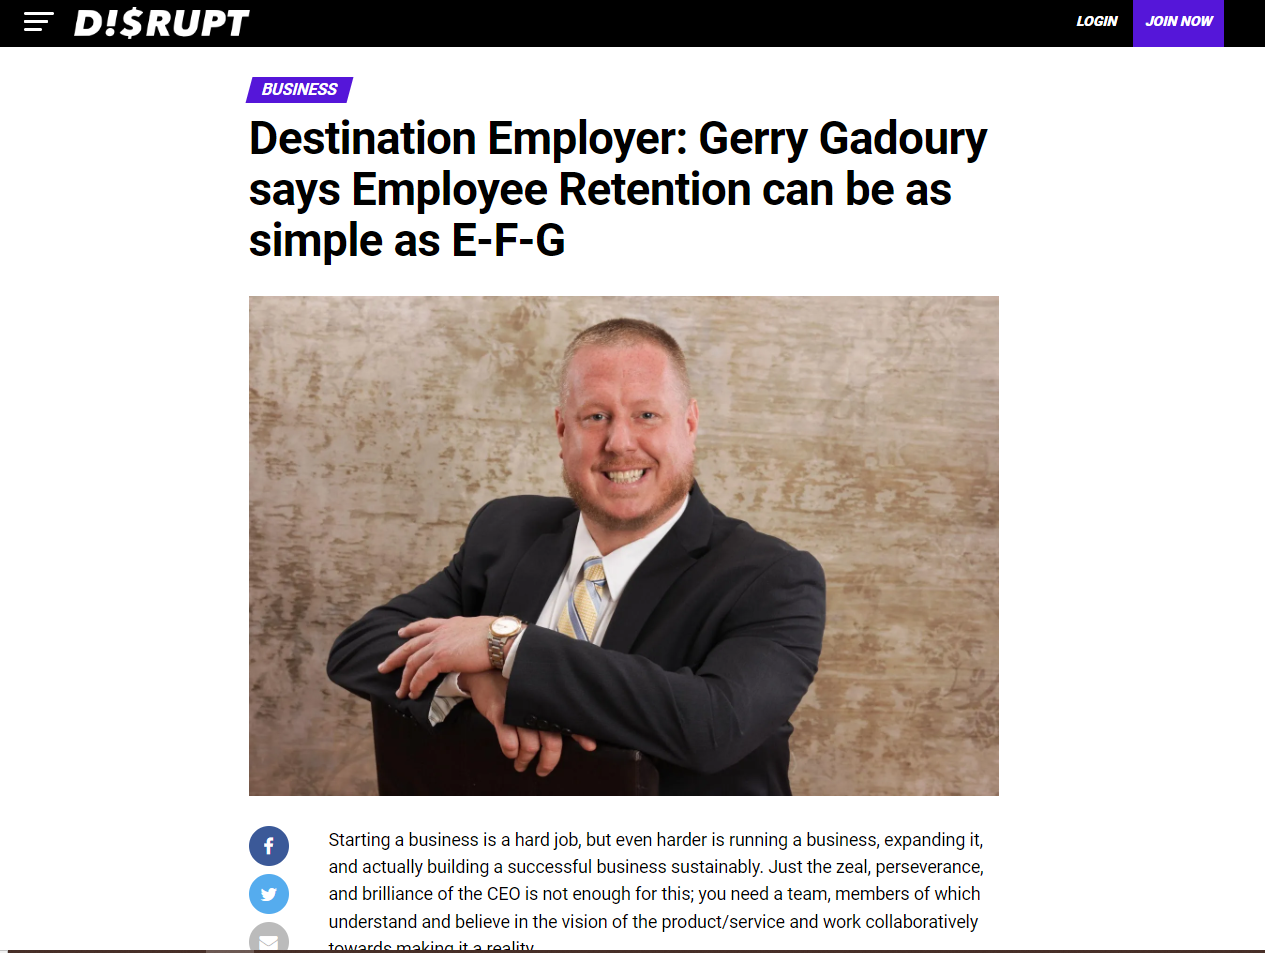 D!$RUPT
LOGIN
JOIN NOW
BUSINESS
Destination Employer: Gerry Gadoury
says Employee Retention can be as
simple as E-F-G
Starting a business is a hard job, but even harder is running a business, expanding it,
and actually building a successful business sustainably. Just the zeal, perseverance,
and brilliance of the CEO is not enough for this; you need a team, members of which
understand and believe in the vision of the product/service and work collaboratively
towards making it a reality.